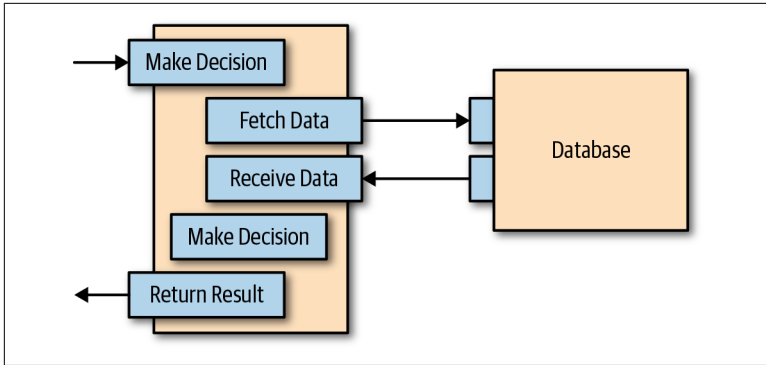 Make Decision
Fetch Data
Database
Receive Data
Make Decision
Return Result